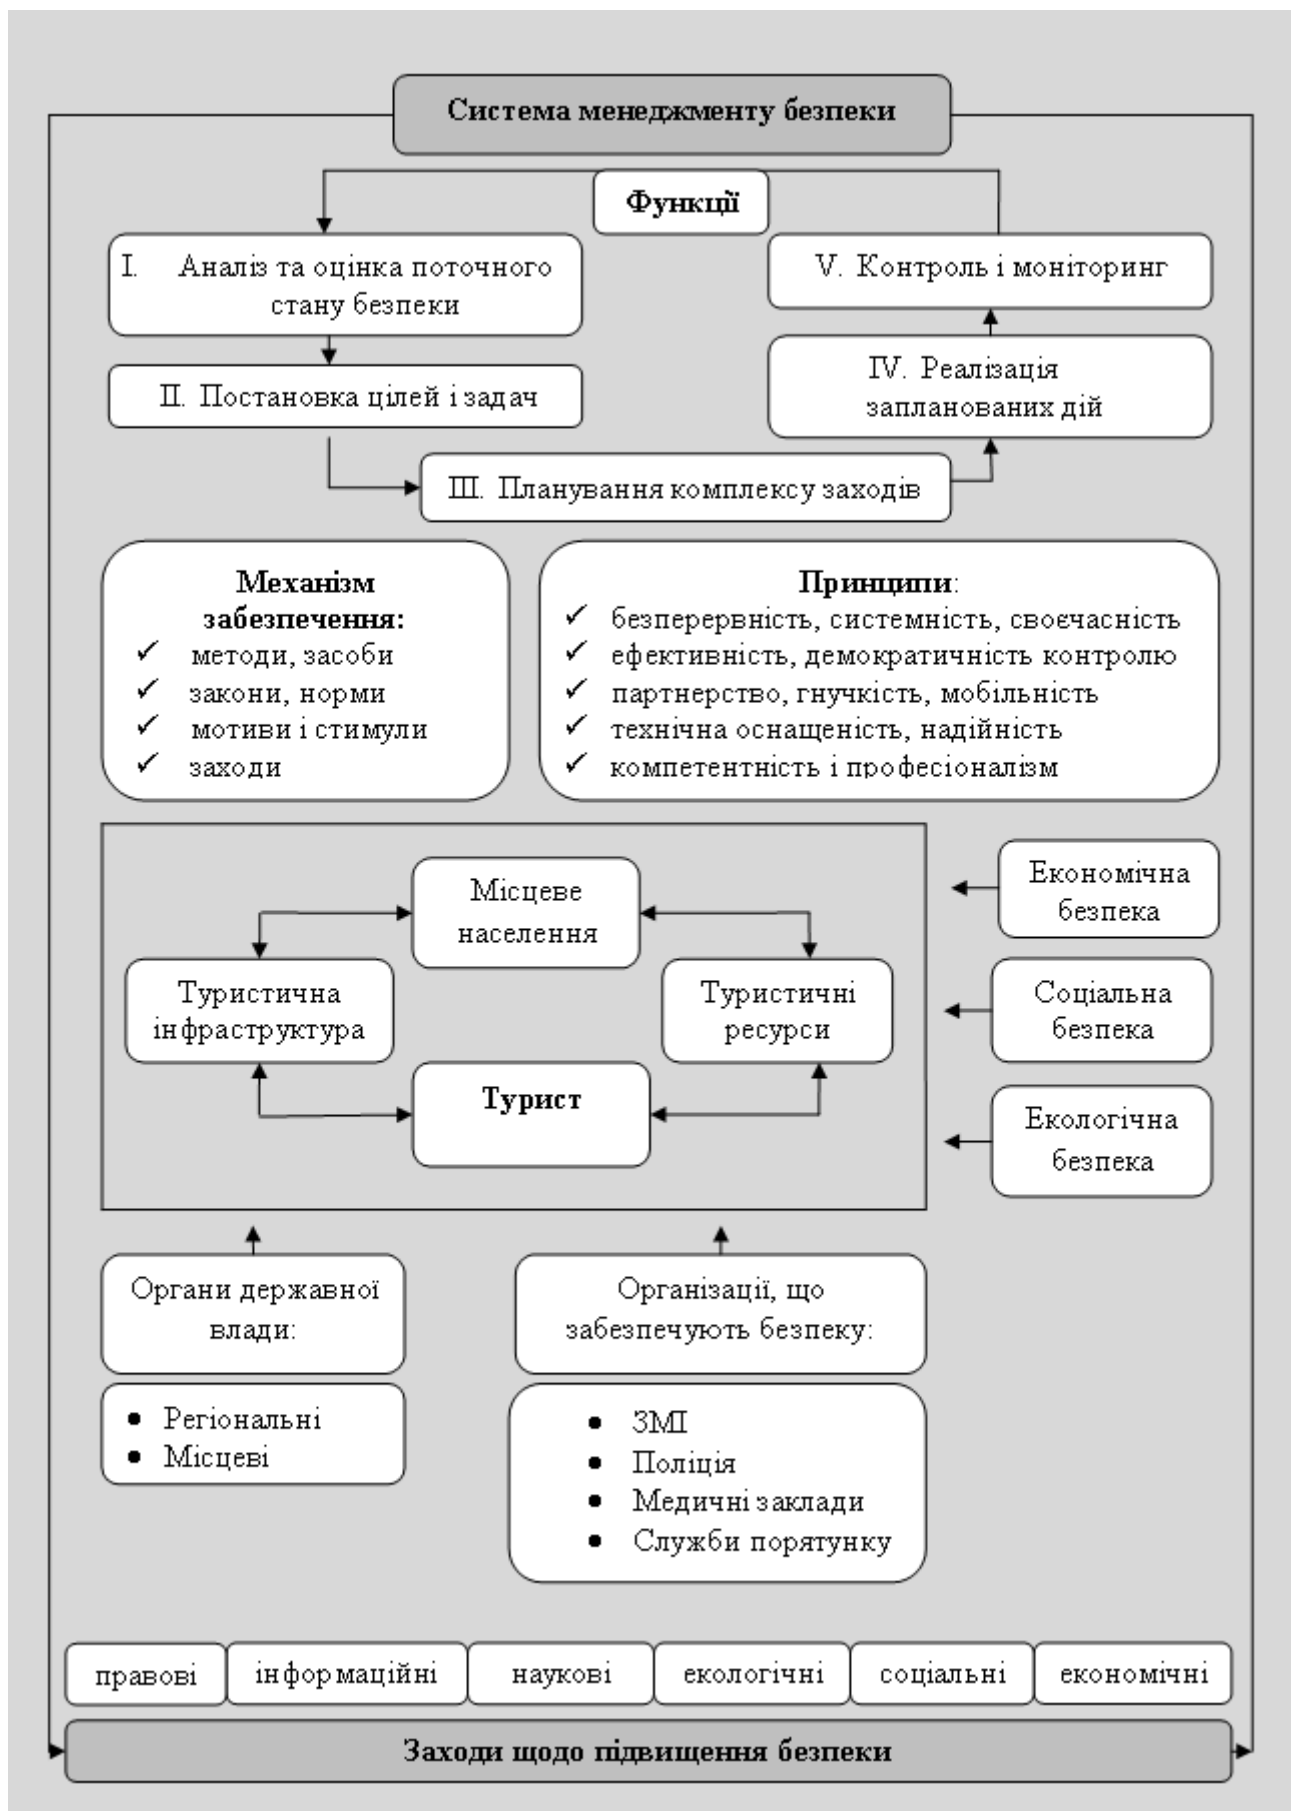 Система менеджменту безпеки
Функції
I. Аналіз та оцінка поточного
стану безпеки
V. Контроль і моніторинг
IV. Реалізація
запланованих дій
II. Постановка цілей і задач
III. Планування комплексу заходів
Механізм
забезпечення:
✓ методи, засоби
✓ закони, норми
✓ мотиви і стимули
✓ заходи
Принципи:
✓ безперервність, системність, своєчасність
✓ ефективність, демократичність контролю
✓ партнерство, гнучкість, мобільність
✓ технічна оснащеність, надійність
✓ компетентність і професіоналізм
Місцеве
населення
Туристична
інфраструктура
Туристичні
ресурси
Турист
Економічна
безпека
Соціальна
безпека
Екологічна
безпека
Органи державної
влади:
• Регіональні
• Місцеві
Організації, що
забезпечують безпеку:
• ЗМІ
• Поліція
• Медичні заклади
• Служби порятунку
правові
інформаційні
наукові
екологічні
соціальні
економічні
Заходи щодо підвищення безпеки